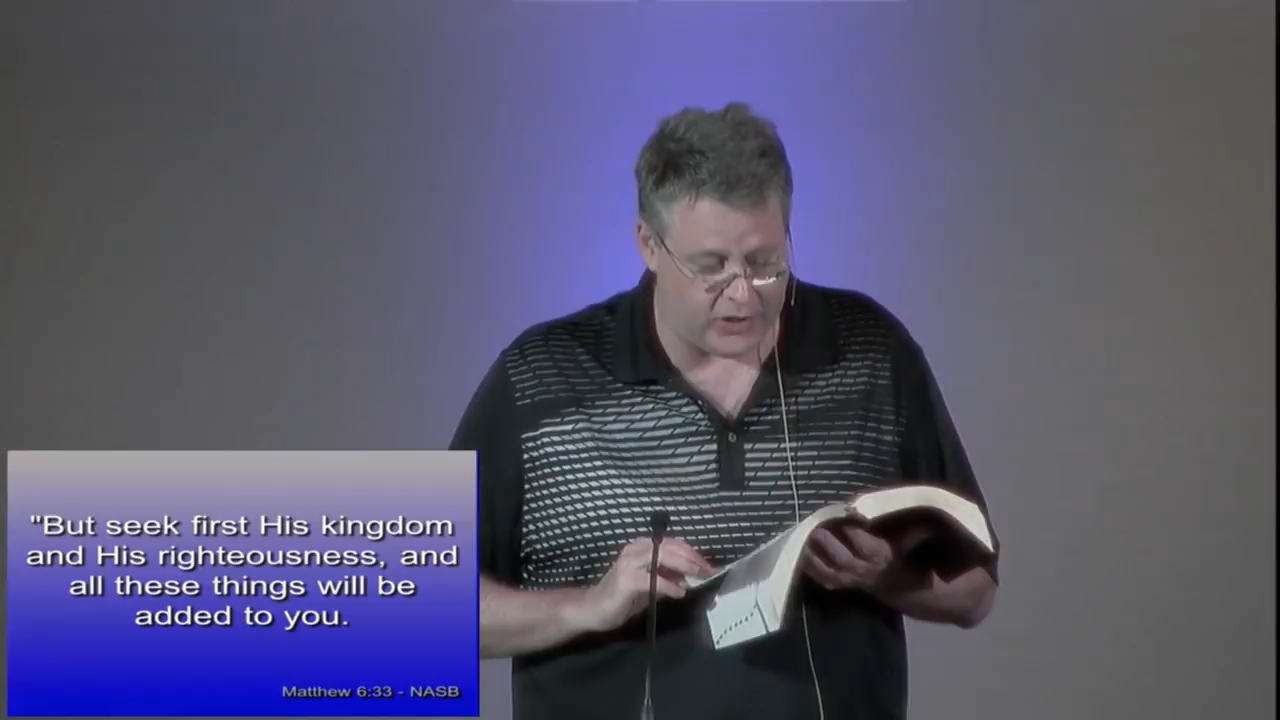 "But seek first His kingdom
and His righteousness, and
all these things will be
added to you.
Matthew 6:33 - NASB